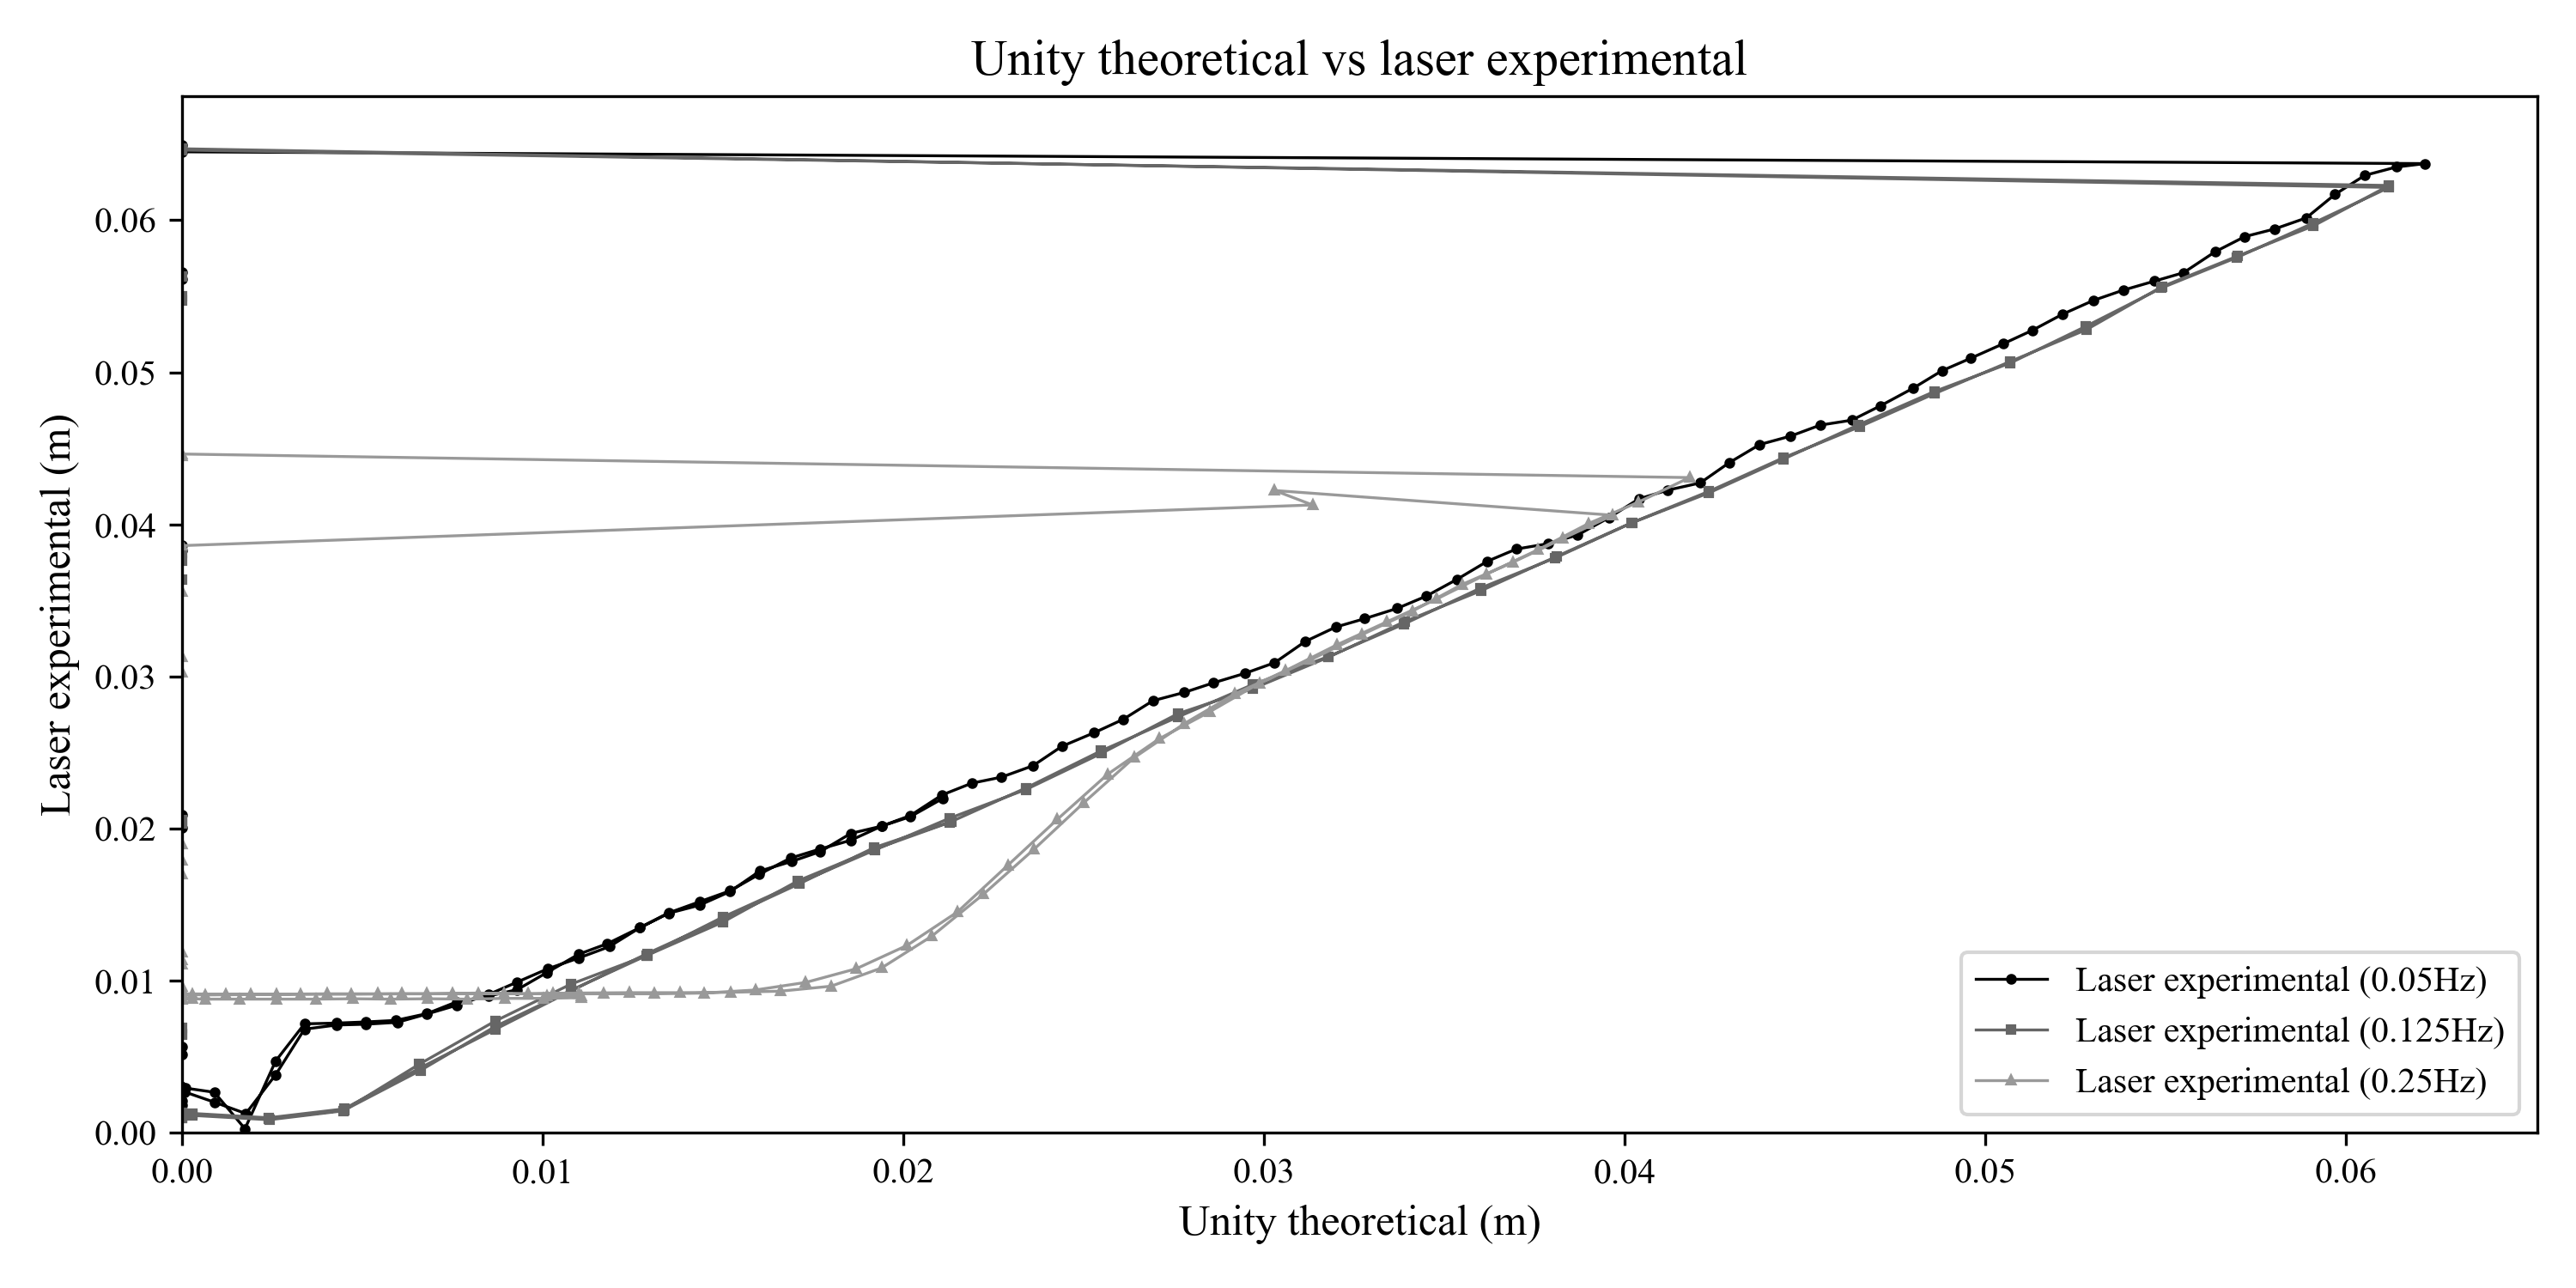 Unity theoretical vs laser experimental
Laser experimental (m)
0.06
0.05
0.04
0.03
0.02
0.01
0.00
0.00 0.01 0.02 0.03 0.04 0.05 0.06
Unity theoretical (m)
Laser experimental (0.05Hz)
Laser experimental (0.125Hz)
Laser experimental (0.25Hz)